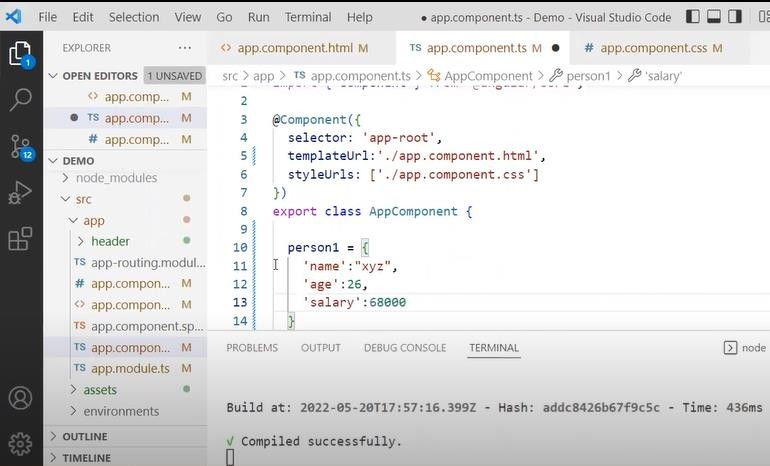 File Edit Selection View Go Run Terminal Help ● app.component.ts - Demo - Visual Studio Code
EXPLORER ···
app.component.html M
TS app.component.ts M ●
# app.component.css M
OPEN EDITORS 1 UNSAVED
<> app.comp... M
● TS app.comp... M
# app.comp... M
DEMO
node_modules
src
app
header
TS app-routing.modul...
# app.compon... M
<> app.compon... M
TS app.component.sp...
TS app.compon... M
TS app.module.ts M
assets
environments
OUTLINE
TIMELINE
1
12
src > app > TS app.component.ts > AppComponent > person1 > 'salary'
2
3 @Component({
4 selector: 'app-root',
5 templateUrl:'./app.component.html',
6 styleUrls: ['./app.component.css']
7 })
8 export class AppComponent {
9
10 person1 = {
11 'name':"xyz",
12 'age':26,
13 'salary':68000
14 }
PROBLEMS OUTPUT DEBUG CONSOLE TERMINAL node
Build at: 2022-05-20T17:57:16.399Z - Hash: addc8426b67f9c5c - Time: 436ms
√ Compiled successfully.